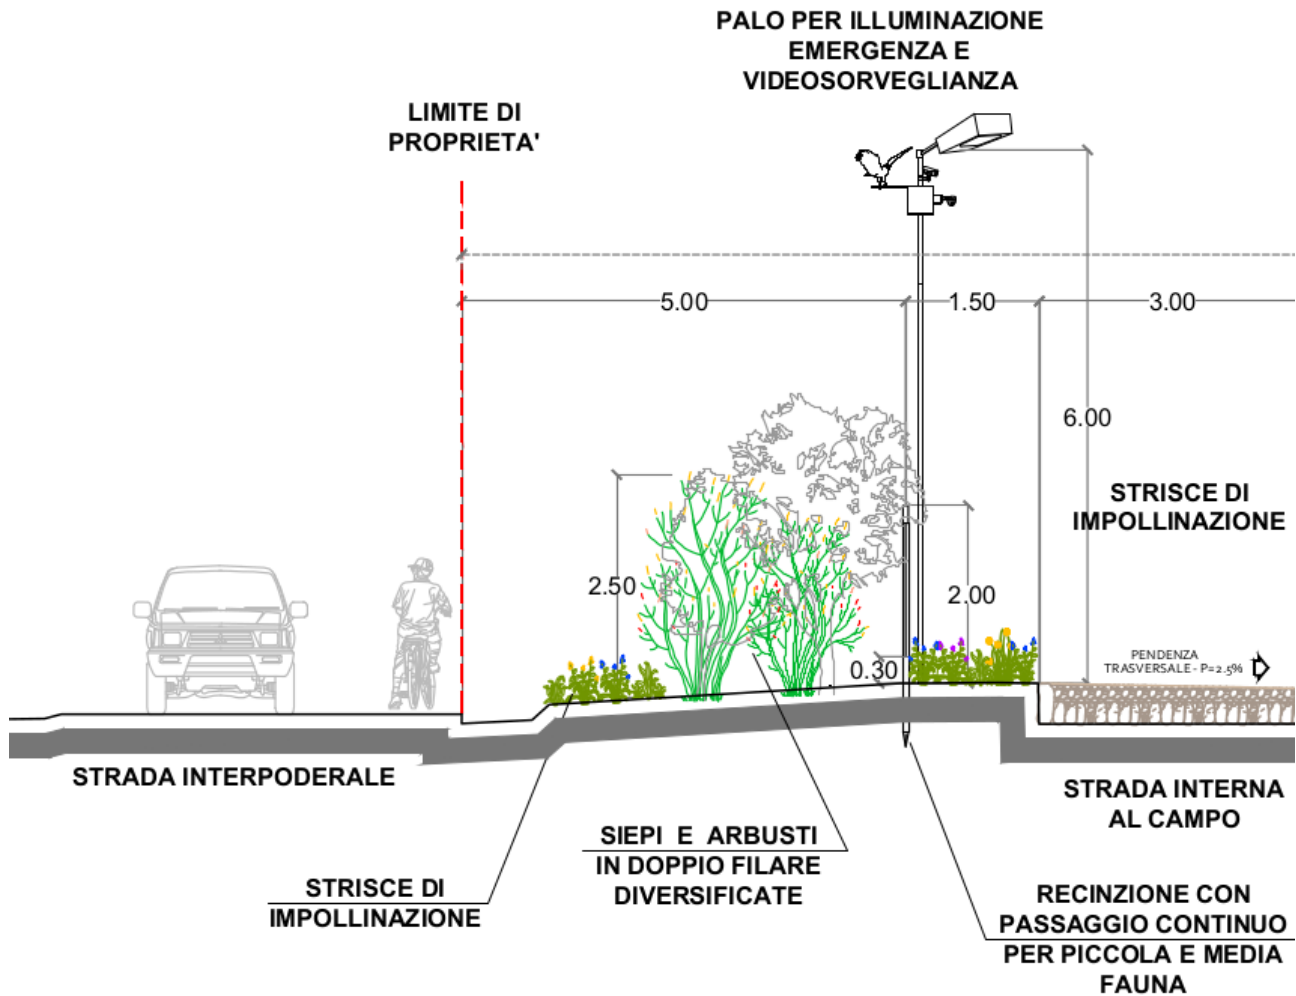 PALO PER ILLUMINAZIONE
EMERGENZA E
VIDEOSORVEGLIANZA
LIMITE DI
PROPRIETA'
5.00
1.50
3.00
6.00
STRISCE DI
IMPOLLINAZIONE
2.50
2.00
0.30
PENDENZA
TRASVERSALE - P=2.5%
STRADA INTERPODERALE
STRADA INTERNA
AL CAMPO
SIEPI E ARBUSTI
IN DOPPIO FILARE
DIVERSIFICATE
STRISCE DI
IMPOLLINAZIONE
RECINZIONE CON
PASSAGGIO CONTINUO
PER PICCOLA E MEDIA
FAUNA